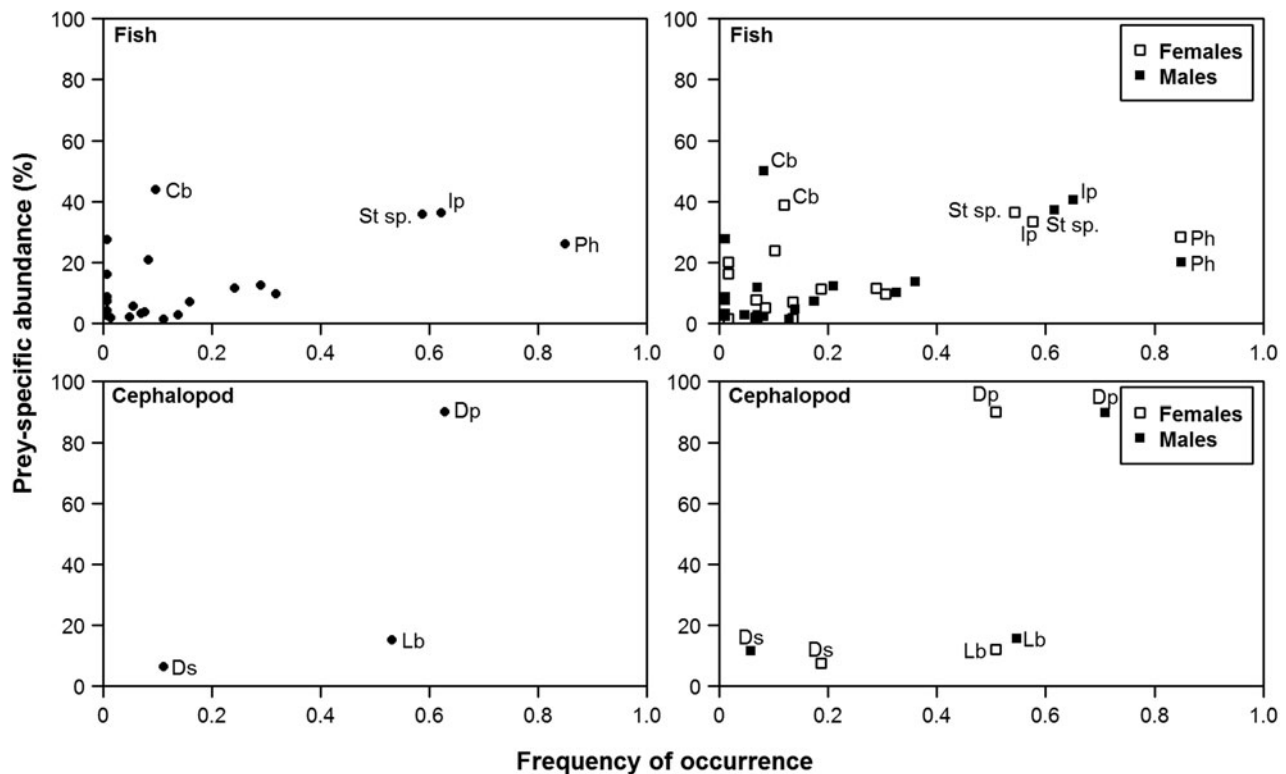 Prey-specific abundance (%)
Fish
100
80
60
40
20
0
Cb
St sp.
Ip
Ph
0
0.2
0.4
0.6
0.8
1.0
Fish
Females
Males
100
80
60
40
20
0
Cb
Cb
St sp.
Ip
Ip
St sp.
Ph
Ph
0
0.2
0.4
0.6
0.8
1.0
Cephalopod
100
80
60
40
20
0
Dp
Lb
Ds
0
0.2
0.4
0.6
0.8
1.0
Cephalopod
Females
Males
100
80
60
40
20
0
Dp
Dp
Ds
Ds
Lb
Lb
0
0.2
0.4
0.6
0.8
1.0
Frequency of occurrence